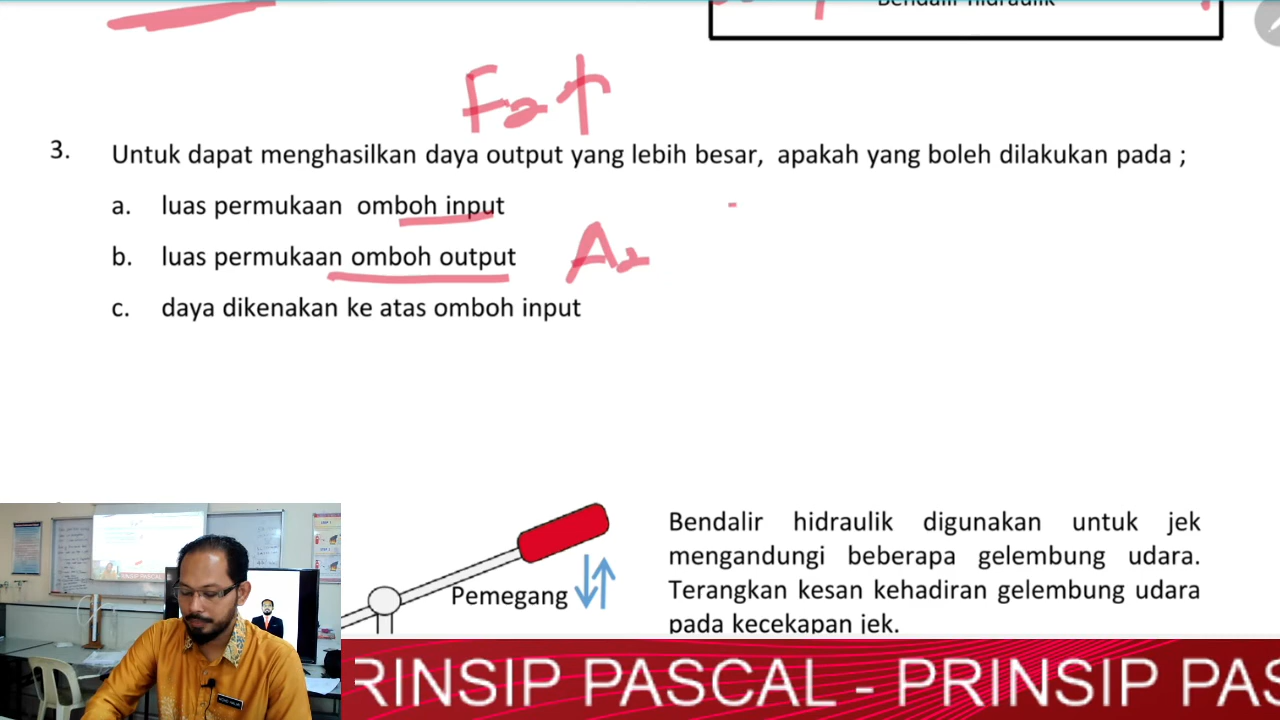 Bendalir hidraulik
F2↑
3. Untuk dapat menghasilkan daya output yang lebih besar, apakah yang boleh dilakukan pada ;
a. luas permukaan omboh input
b. luas permukaan omboh output A2
c. daya dikenakan ke atas omboh input
Pemegang
Bendalir hidraulik digunakan untuk jek
mengandungi beberapa gelembung udara.
Terangkan kesan kehadiran gelembung udara
pada kecekapan jek.
RINSIP PASCAL - PRINSIP PAS